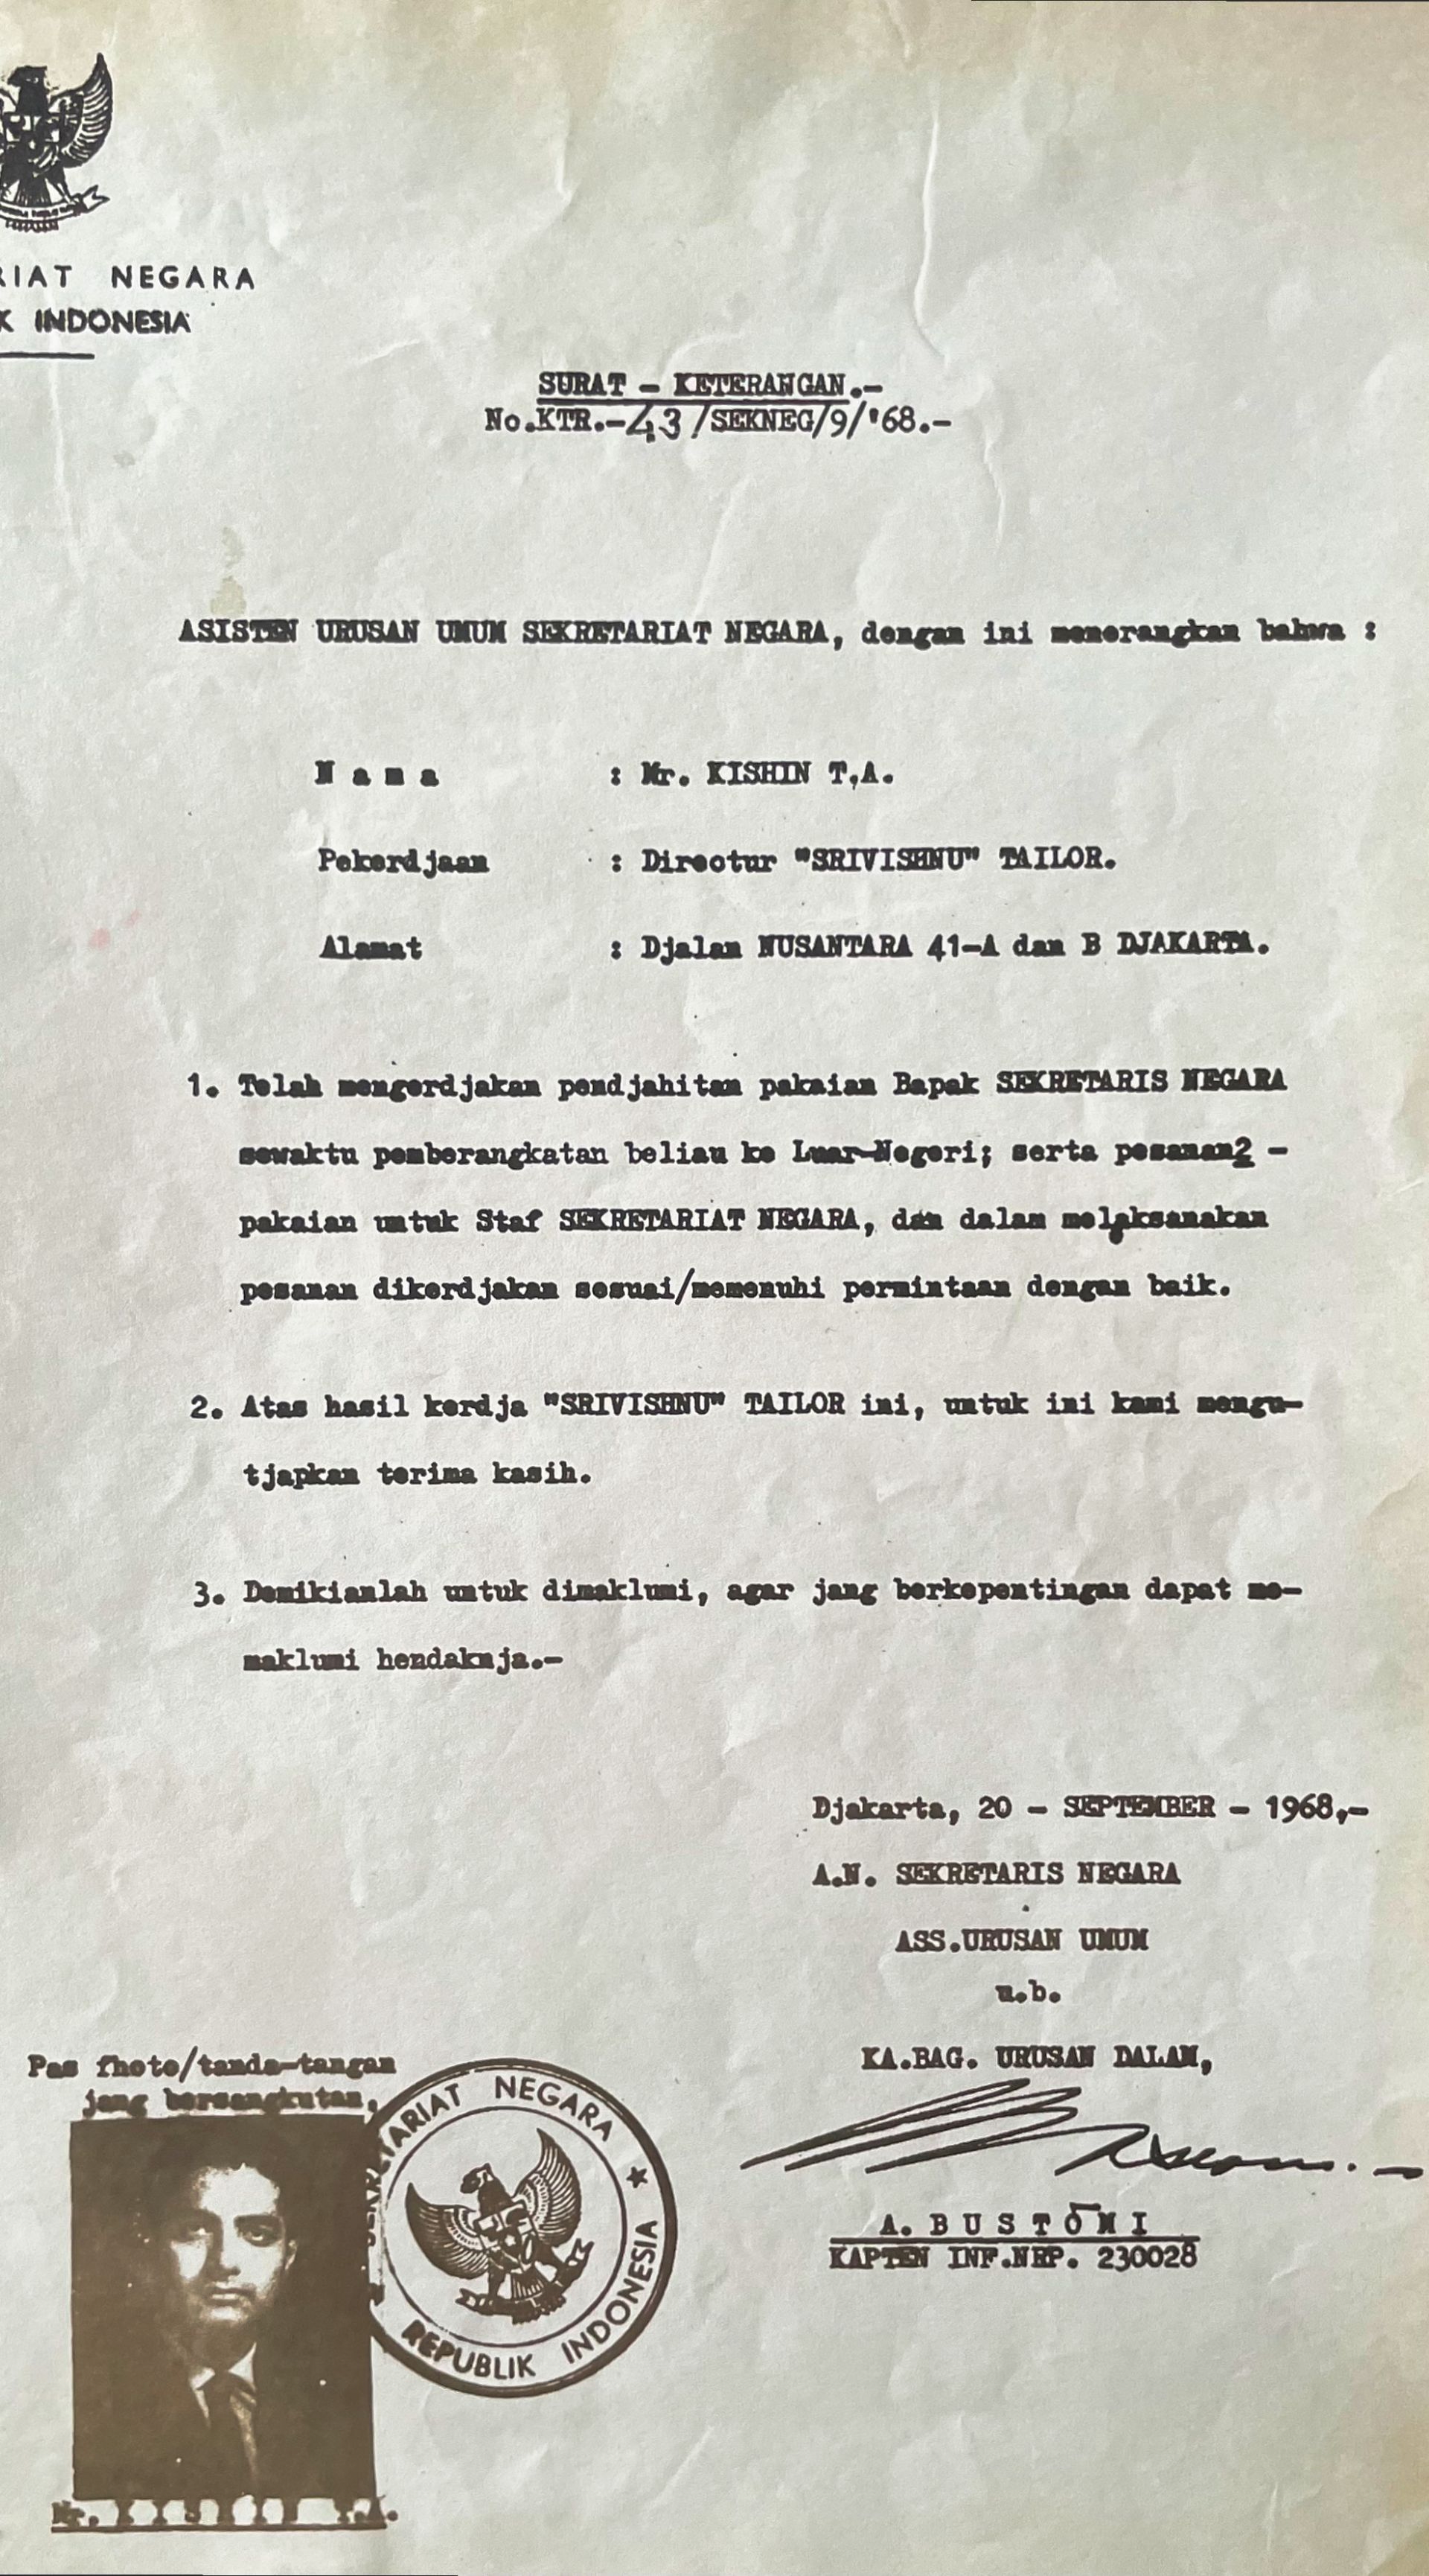 RIAT NEGARA
K INDONESIA
SURAT - KETERANGAN.-
No.KTR.-43/SEKNEG/9/'68.-
ASISTEN URUSAN UMUM SEKRETARIAT NEGARA, dengan ini menerangkan bahwa :
N a m a : Mr. KISHIN T.A.
Pekerdjaan : Directur "SRIVISHNU" TAILOR.
Alamat : Djalan NUSANTARA 41-A dan B DJAKARTA.
1. Telah mengerdjakan pendjahitan pakaian Bapak SEKRETARIS NEGARA
sewaktu pemberangkatan beliau ke Luar-Negeri; serta pesanan2 -
pakaian untuk Staf SEKRETARIAT NEGARA, dan dalam melaksanakan
pesanan dikerdjakan sesuai/memenuhi permintaan dengan baik.
2. Atas hasil kerdja "SRIVISHNU" TAILOR ini, untuk ini kami mengu-
tjapkan terima kasih.
3. Demikianlah untuk dimaklumi, agar jang berkepentingan dapat me-
maklumi hendaknja.-
Djakarta, 20 - SEPTEMBER - 1968,-
A.N. SEKRETARIS NEGARA
ASS.URUSAN UMUM
u.b.
KA.BAG. URUSAN DALAM,
A. B U S T O M I
KAPTEN INF.NRP. 230028
Pas fhoto/tanda-tangan
jang bersangkutan,
SEKRETARIAT NEGARA
REPUBLIK INDONESIA
Mr. K I S H I N T.A.